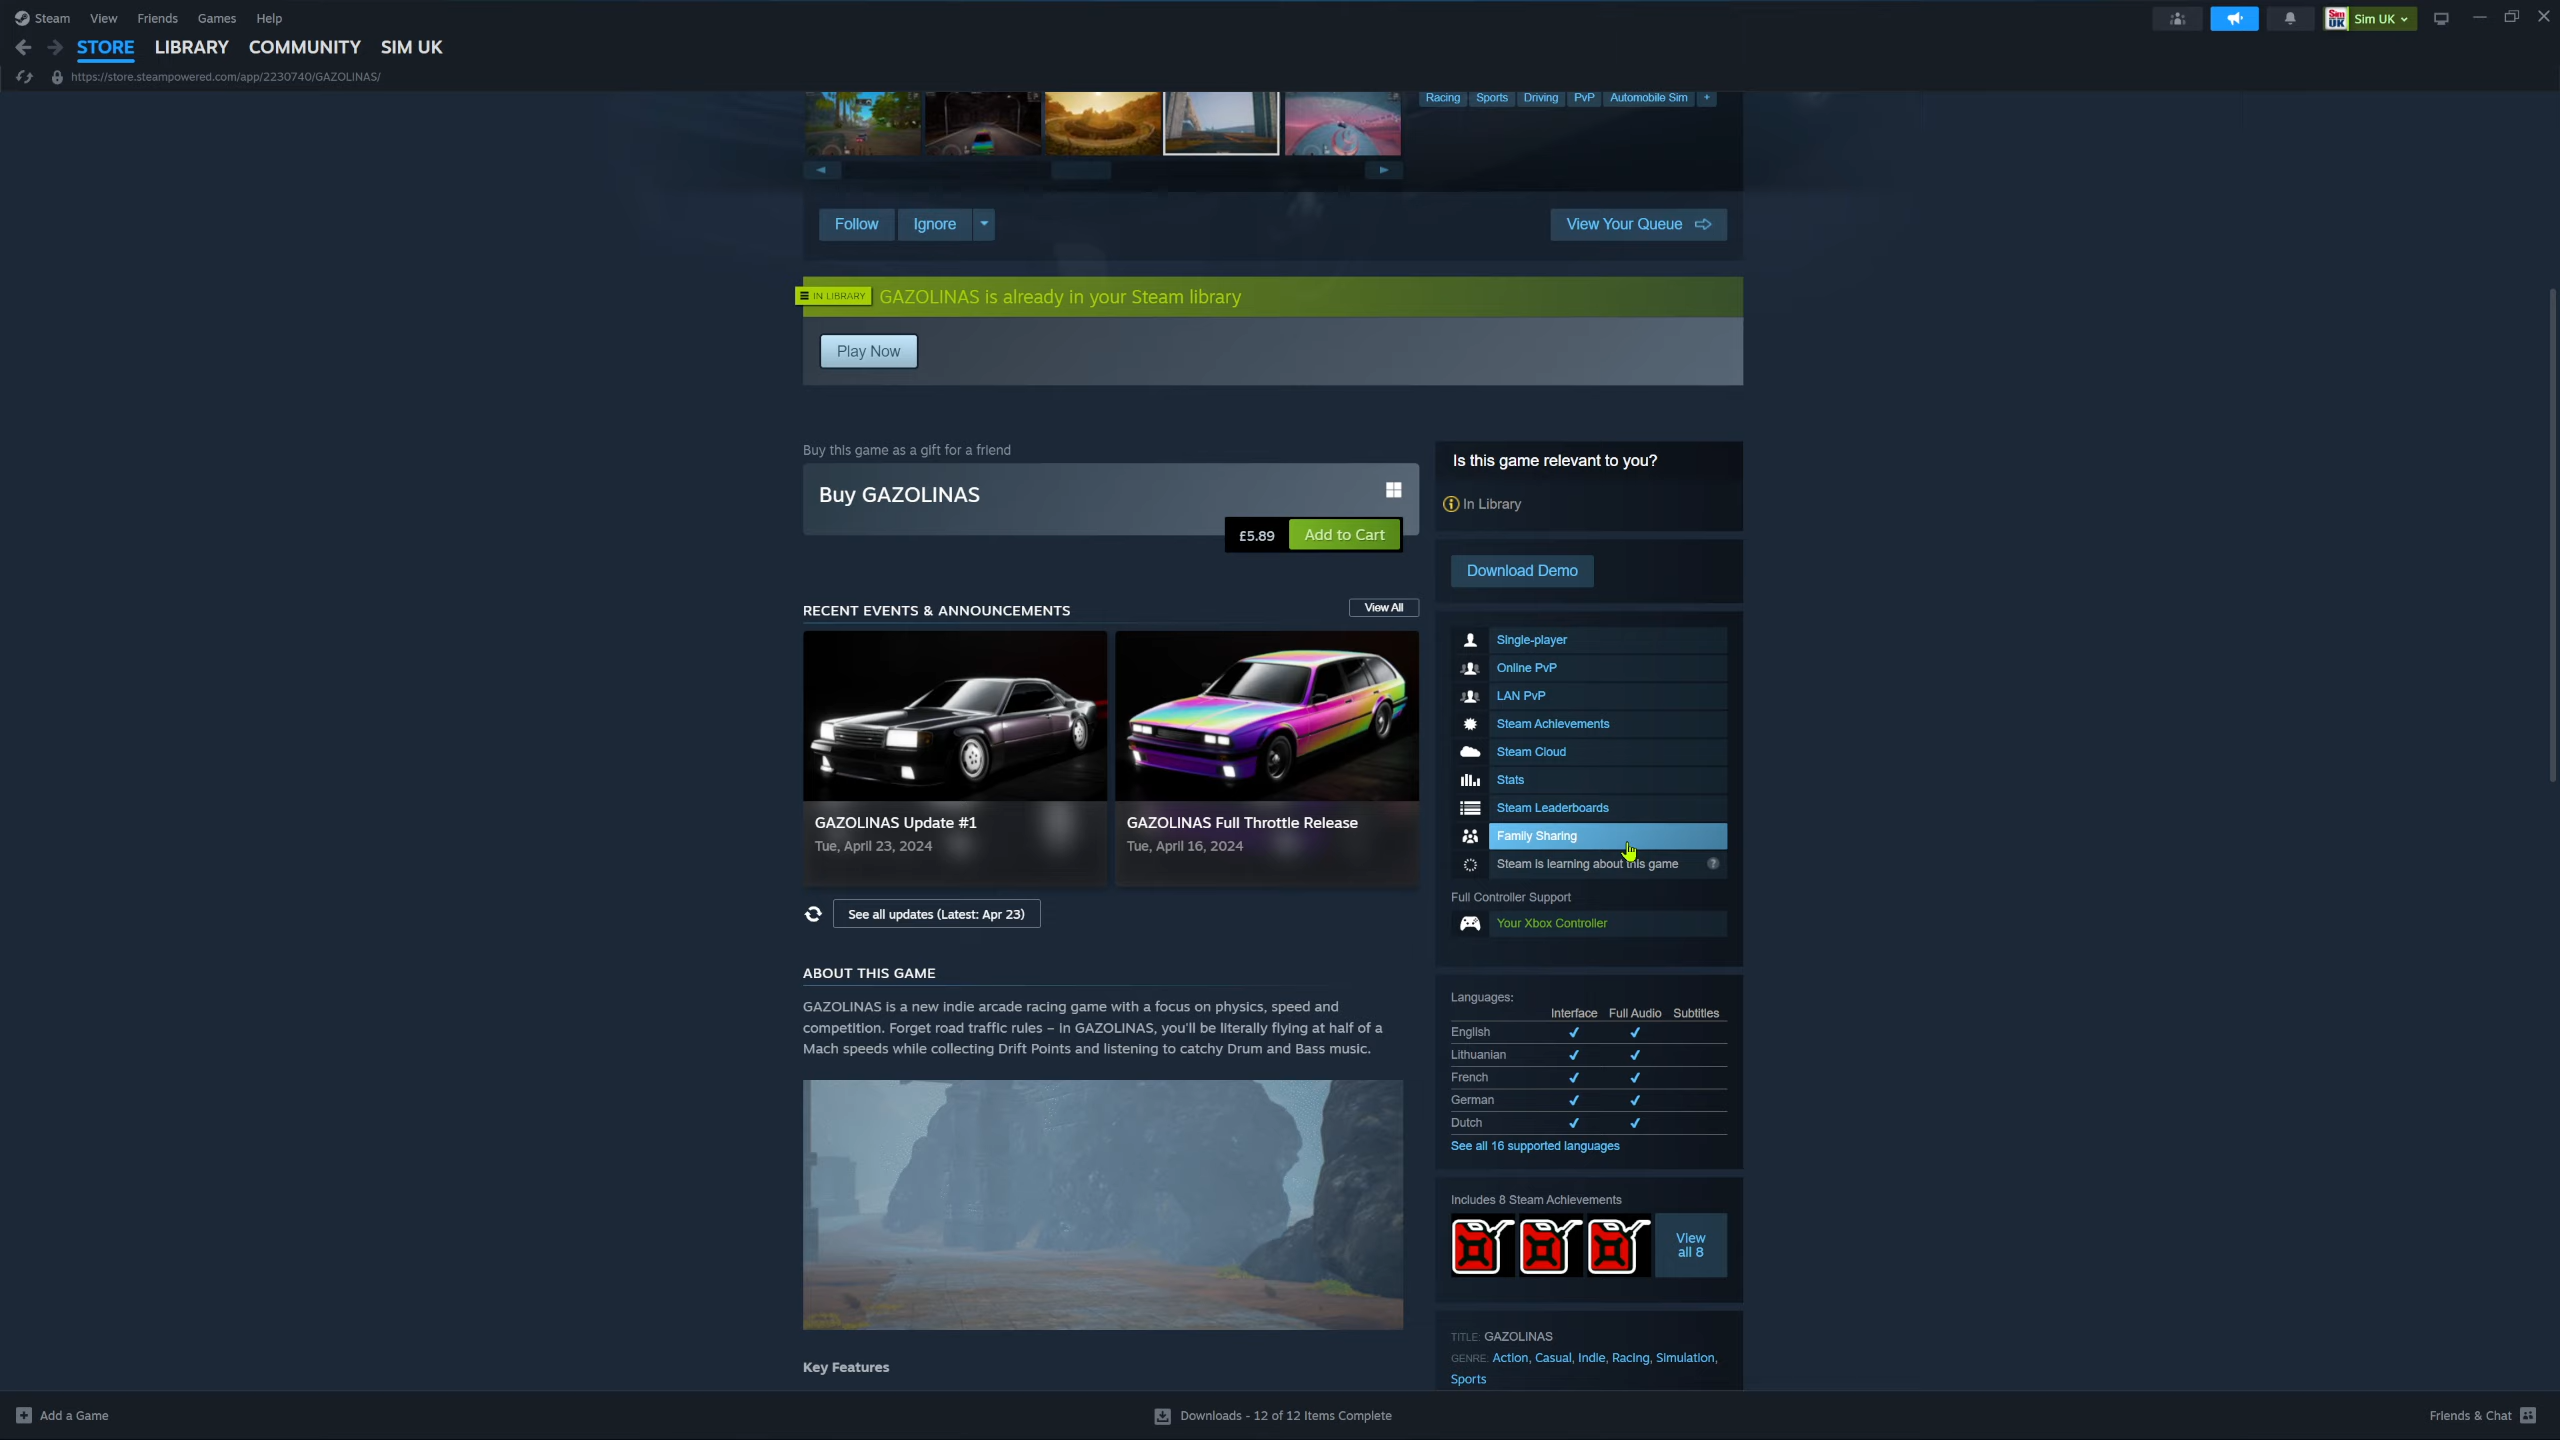 Steam View Friends Games Help
Sim UK
STORE LIBRARY COMMUNITY SIM UK
https://store.steampowered.com/app/2230740/GAZOLINAS/
Racing Sports Driving PvP Automobile Sim +
Follow Ignore
View Your Queue
IN LIBRARY GAZOLINAS is already in your Steam library
Play Now
Buy this game as a gift for a friend
Buy GAZOLINAS
£5.89 Add to Cart
RECENT EVENTS & ANNOUNCEMENTS View All
GAZOLINAS Update #1
Tue, April 23, 2024
GAZOLINAS Full Throttle Release
Tue, April 16, 2024
See all updates (Latest: Apr 23)
ABOUT THIS GAME
GAZOLINAS is a new indie arcade racing game with a focus on physics, speed and
competition. Forget road traffic rules – in GAZOLINAS, you'll be literally flying at half of a
Mach speeds while collecting Drift Points and listening to catchy Drum and Bass music.
Key Features
Is this game relevant to you?
In Library
Download Demo
Single-player
Online PvP
LAN PvP
Steam Achievements
Steam Cloud
Stats
Steam Leaderboards
Family Sharing
Steam is learning about this game ?
Full Controller Support
Your Xbox Controller
Languages:
Interface Full Audio Subtitles
English ✔ ✔
Lithuanian ✔ ✔
French ✔ ✔
German ✔ ✔
Dutch ✔ ✔
See all 16 supported languages
Includes 8 Steam Achievements
View
all 8
TITLE: GAZOLINAS
GENRE: Action, Casual, Indie, Racing, Simulation,
Sports
Add a Game
Downloads - 12 of 12 Items Complete
Friends & Chat